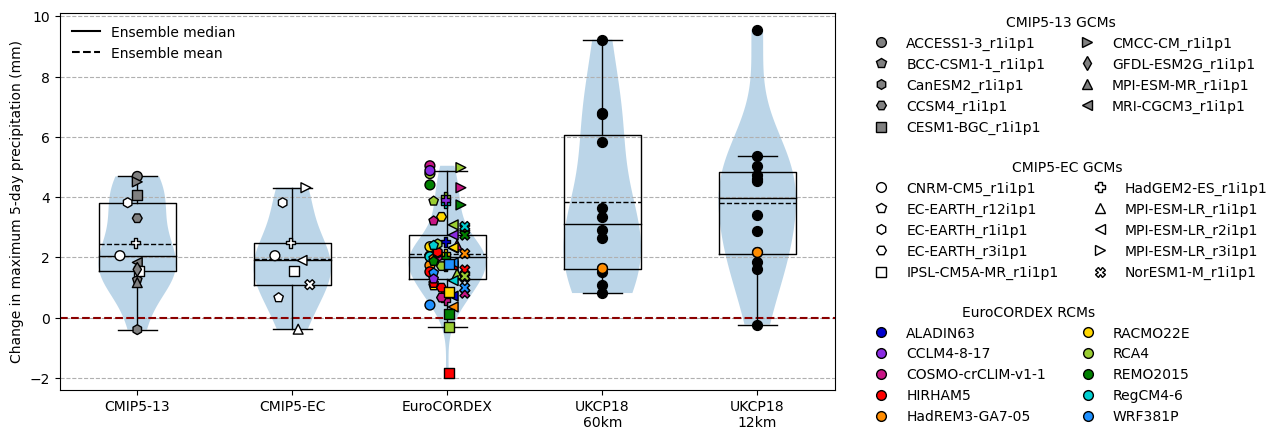 Change in maximum 5-day precipitation (mm)
10
8
6
4
2
0
−2
Ensemble median
Ensemble mean
CMIP5-13
CMIP5-EC
EuroCORDEX
UKCP18
60km
UKCP18
12km
CMIP5-13 GCMs
ACCESS1-3_r1i1p1
BCC-CSM1-1_r1i1p1
CanESM2_r1i1p1
CCSM4_r1i1p1
CESM1-BGC_r1i1p1
CMCC-CM_r1i1p1
GFDL-ESM2G_r1i1p1
MPI-ESM-MR_r1i1p1
MRI-CGCM3_r1i1p1
CMIP5-EC GCMs
CNRM-CM5_r1i1p1
EC-EARTH_r12i1p1
EC-EARTH_r1i1p1
EC-EARTH_r3i1p1
IPSL-CM5A-MR_r1i1p1
HadGEM2-ES_r1i1p1
MPI-ESM-LR_r1i1p1
MPI-ESM-LR_r2i1p1
MPI-ESM-LR_r3i1p1
NorESM1-M_r1i1p1
EuroCORDEX RCMs
ALADIN63
CCLM4-8-17
COSMO-crCLIM-v1-1
HIRHAM5
HadREM3-GA7-05
RACMO22E
RCA4
REMO2015
RegCM4-6
WRF381P